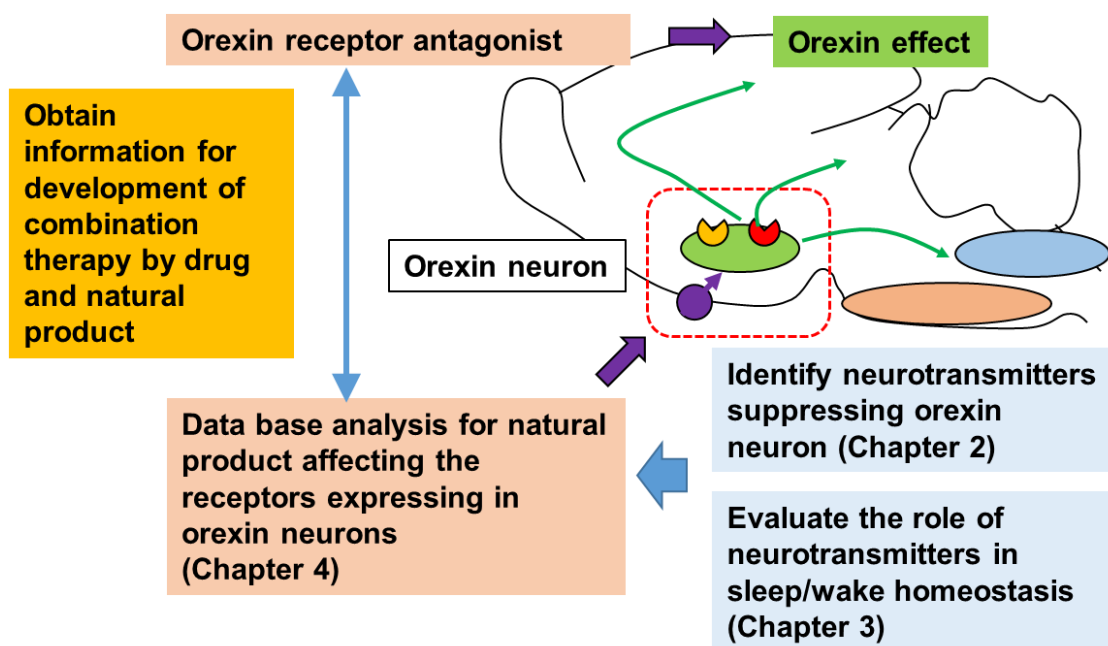 Orexin receptor antagonist
Orexin effect
Obtain
information for
development of
combination
therapy by drug
and natural
product
Orexin neuron
Identify neurotransmitters
suppressing orexin
neuron (Chapter 2)
Data base analysis for natural
product affecting the
receptors expressing in
orexin neurons
(Chapter 4)
Evaluate the role of
neurotransmitters in
sleep/wake homeostasis
(Chapter 3)